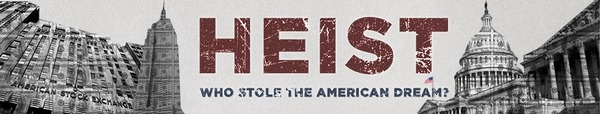 HEIST
WHO STOLE THE AMERICAN DREAM?
AMERICAN STOCK EXCHANGE